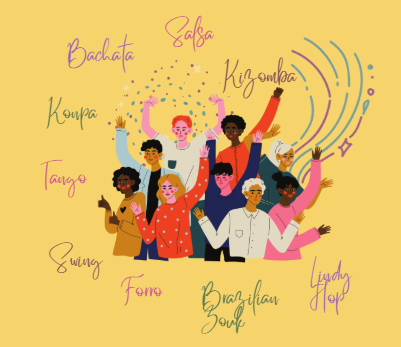 Salsa
Bachata
Kizomba
Konpa
Tango
Swing
Forro
Brazilian
Zouk
Lindy
Hop